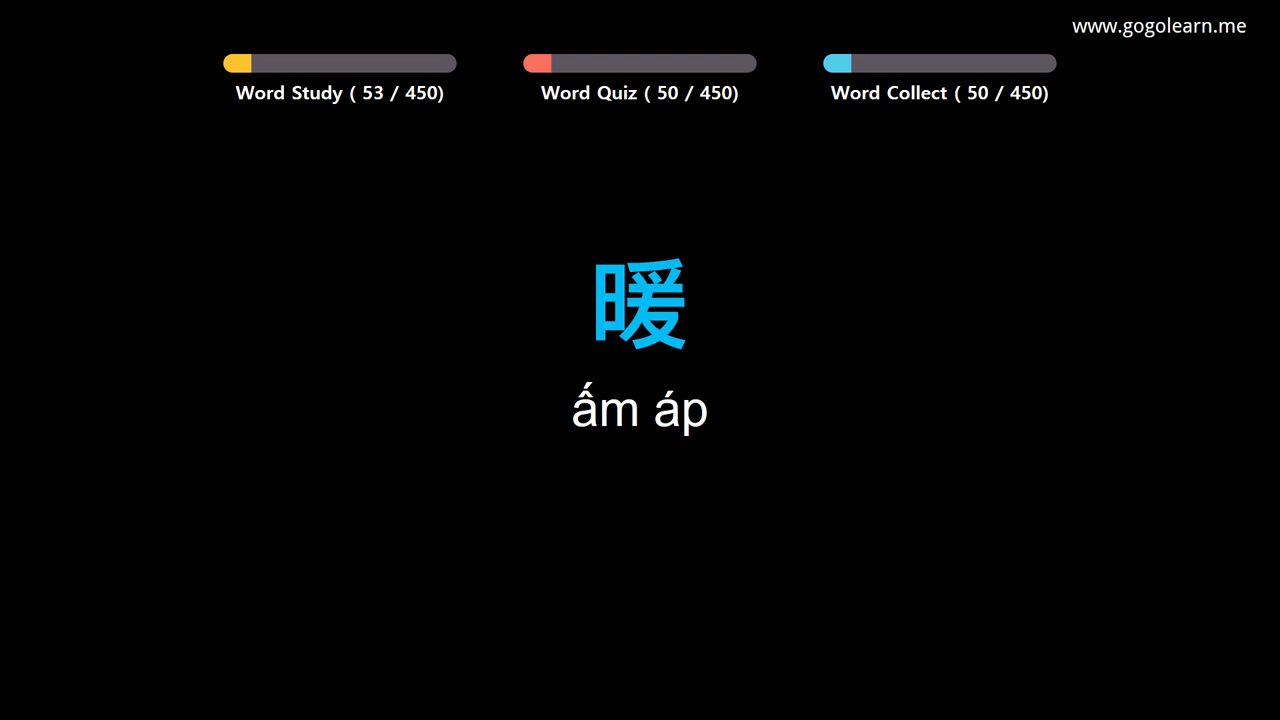 www.gogolearn.me
Word Study ( 53 / 450)
Word Quiz ( 50 / 450)
Word Collect ( 50 / 450)
暖
ấm áp